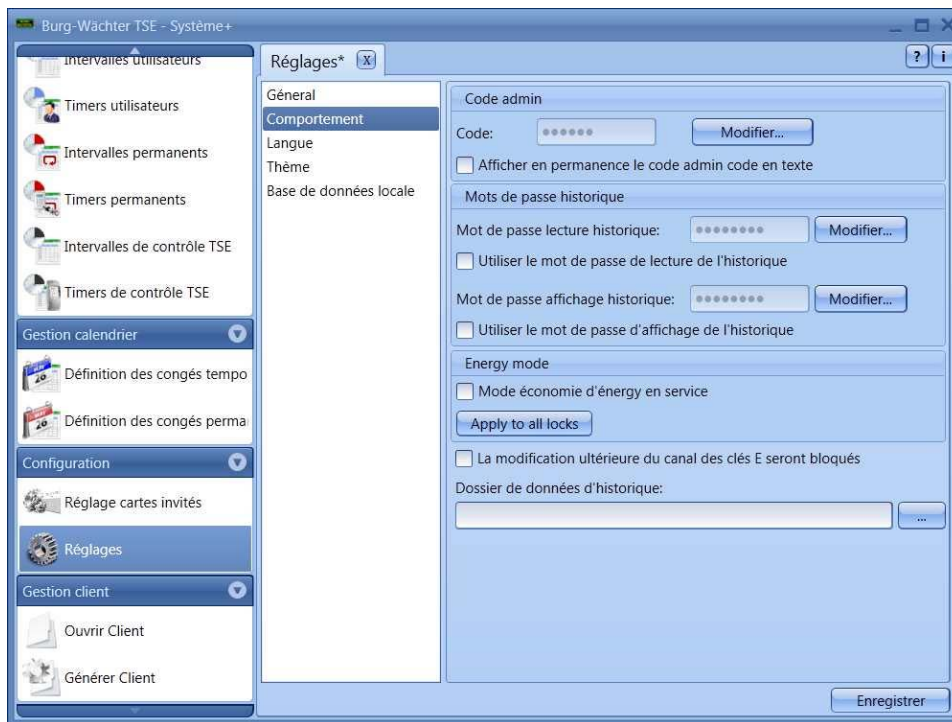 Burg-Wächter TSE - Système+
Intervalles utilisateurs
Timers utilisateurs
Intervalles permanents
Timers permanents
Intervalles de contrôle TSE
Timers de contrôle TSE
Gestion calendrier
Définition des congés tempo
Définition des congés perma
Configuration
Réglage cartes invités
Réglages
Gestion client
Ouvrir Client
Générer Client
Réglages* X
? i
Géneral
Comportement
Langue
Thème
Base de données locale
Code admin
Code: Modifier...
Afficher en permanence le code admin code en texte
Mots de passe historique
Mot de passe lecture historique: Modifier...
Utiliser le mot de passe de lecture de l'historique
Mot de passe affichage historique: Modifier...
Utiliser le mot de passe d'affichage de l'historique
Energy mode
Mode économie d'énergy en service
Apply to all locks
La modification ultérieure du canal des clés E seront bloqués
Dossier de données d'historique:
...
Enregistrer